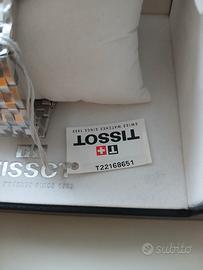 SWISS WATCHES SINCE 1853
TISSOT
T+
T22168651
TISSOT
subito